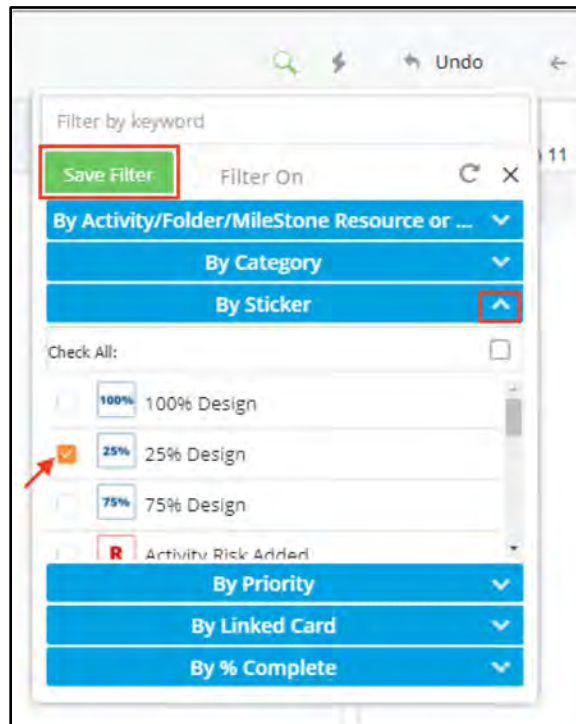 Undo
Filter by keyword
11
Save Filter Filter On
By Activity/Folder/MileStone Resource or ...
By Category
By Sticker
Check All:
100% 100% Design
25% 25% Design
75% 75% Design
R Activity Risk Added
By Priority
By Linked Card
By % Complete